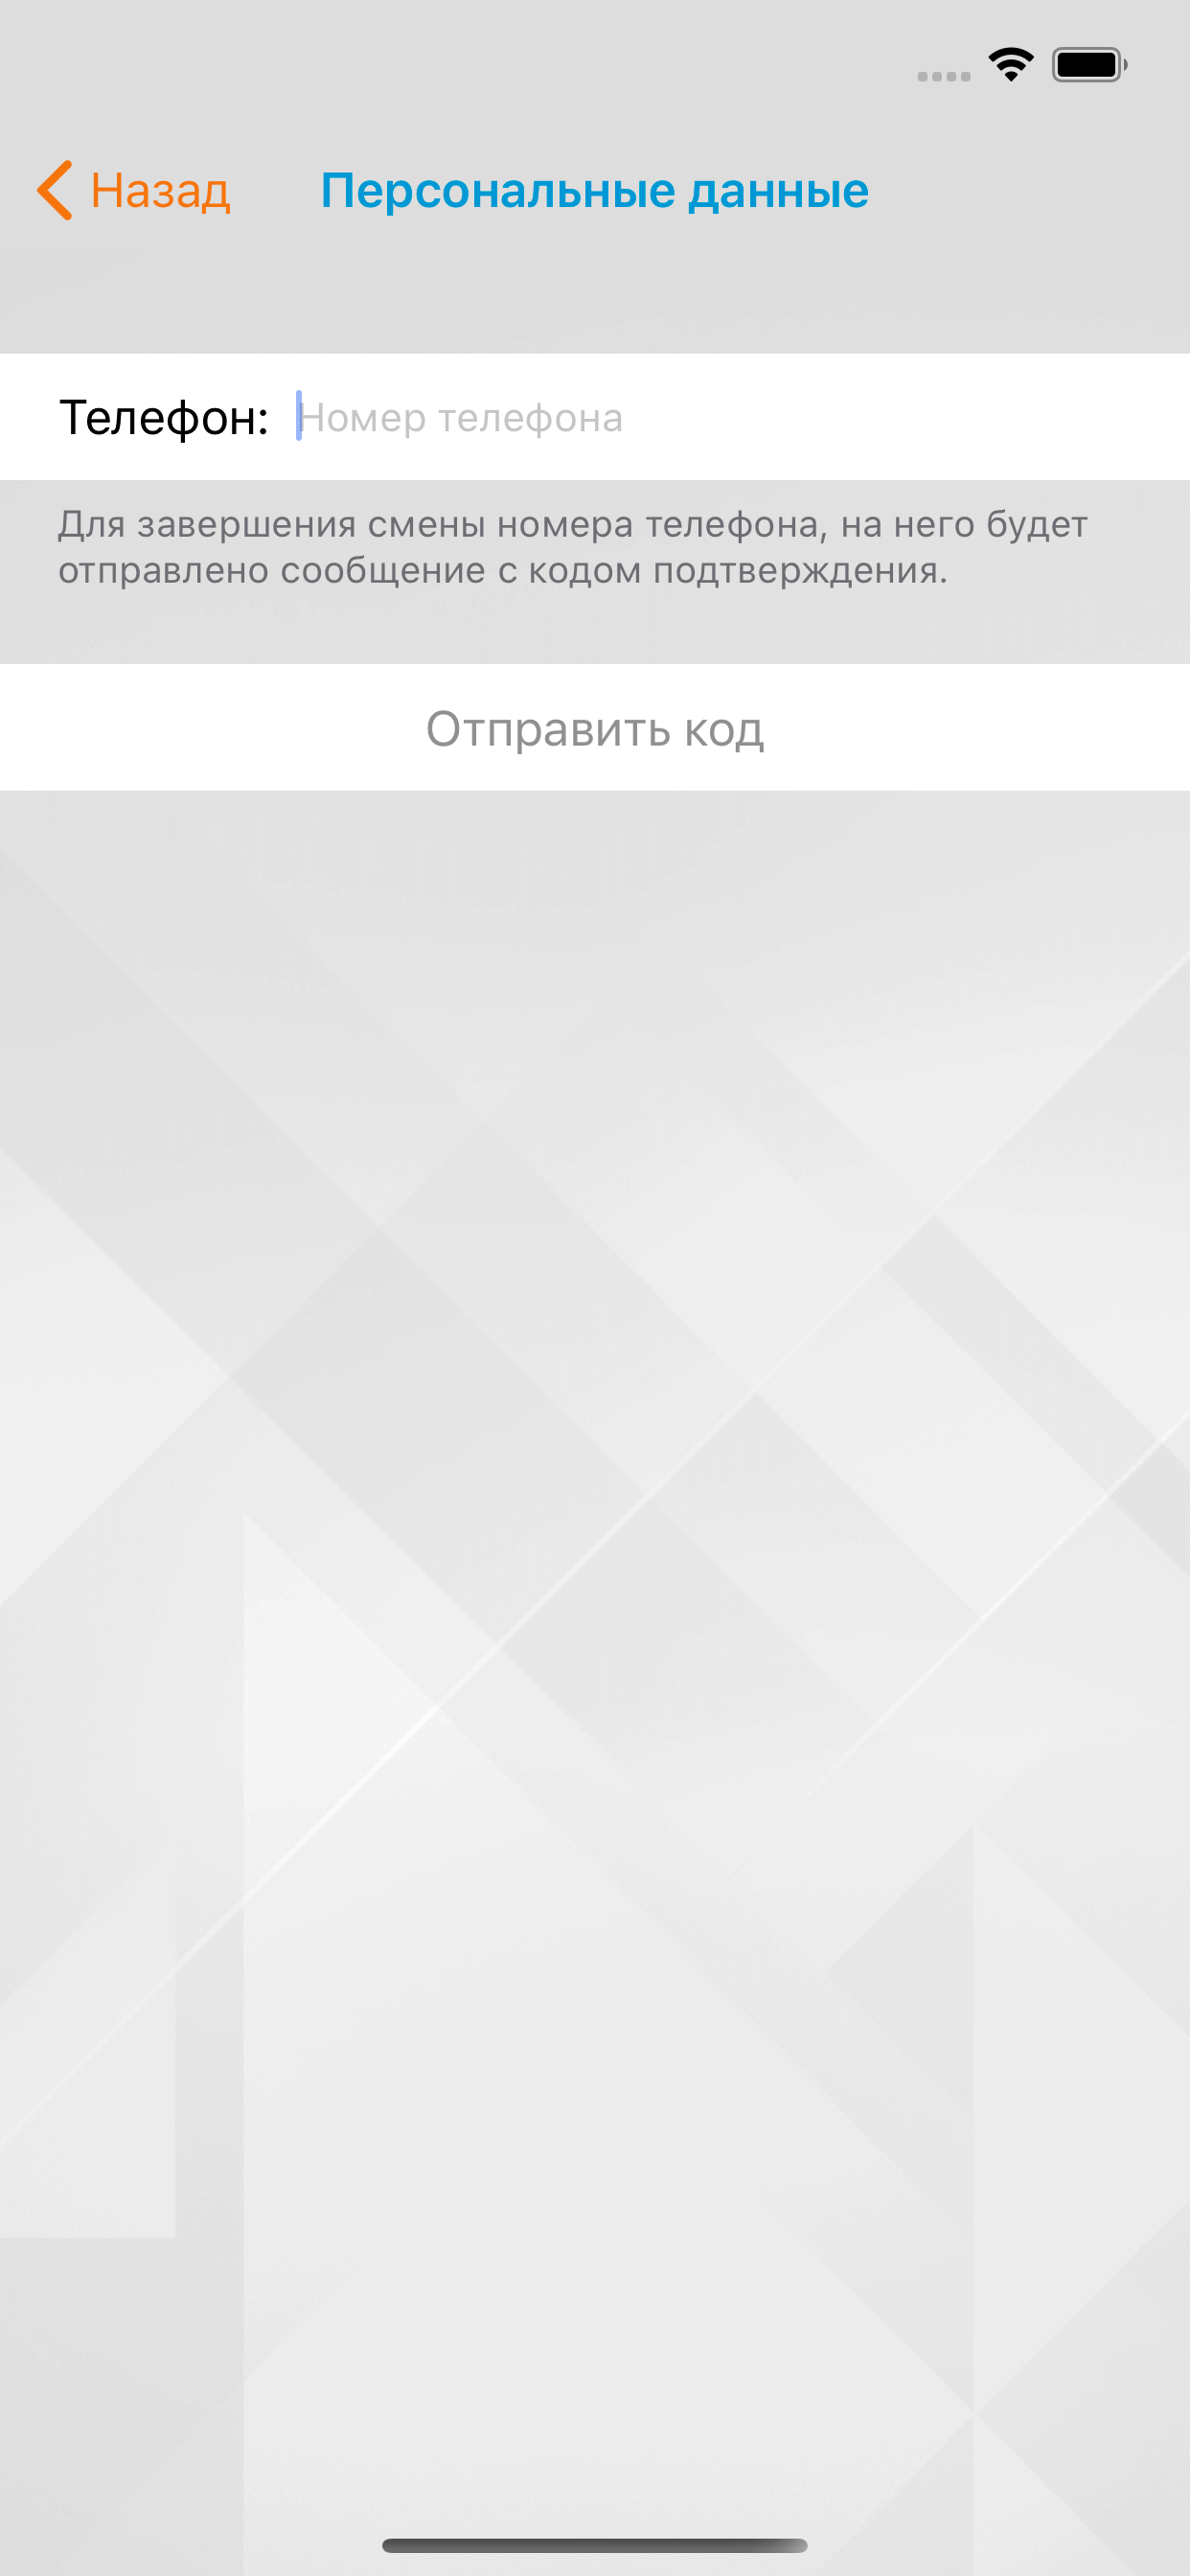 Назад
Персональные данные
Телефон: Номер телефона
Для завершения смены номера телефона, на него будет
отправлено сообщение с кодом подтверждения.
Отправить код